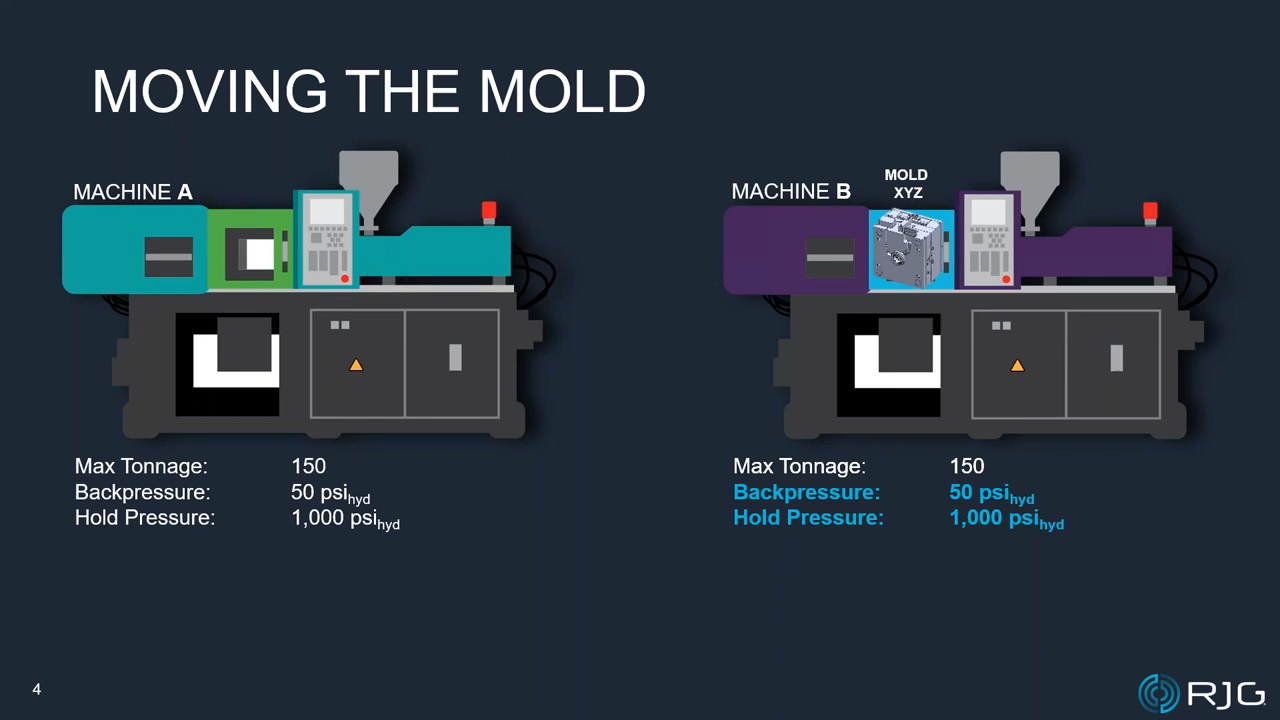 MOVING THE MOLD
MACHINE A
Max Tonnage: 150
Backpressure: 50 psihyd
Hold Pressure: 1,000 psihyd
MACHINE B
MOLD
XYZ
Max Tonnage: 150
Backpressure: 50 psihyd
Hold Pressure: 1,000 psihyd
4
RJG